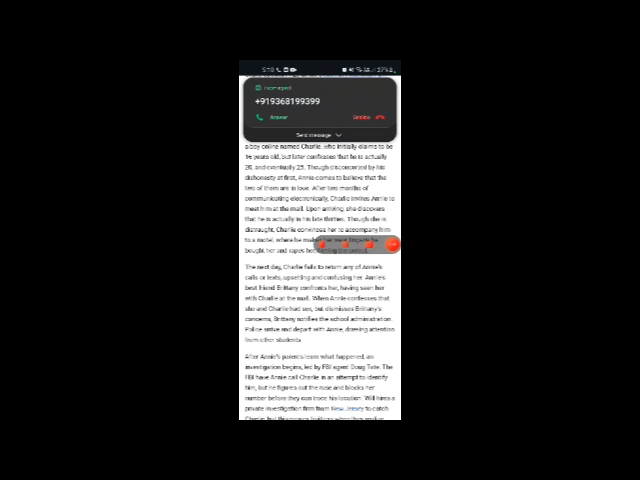 5:10
Incoming call
+919368199399
Answer Decline
Send message
a boy online named Charlie, who initially claims to be
16 years old, but later confesses that he is actually
20, and eventually 25. Though disconcerted by his
dishonesty at first, Annie comes to believe that the
two of them are in love. After two months of
communicating electronically, Charlie invites Annie to
meet him at the mall. Upon arriving, she discovers
that he is actually in his late thirties. Though she is
distraught, Charlie convinces her to accompany him
to a motel, where he makes her wear lingerie he
bought her and rapes her
The next day, Charlie fails to return any of Annie's
calls or texts, upsetting and confusing her. Annie's
best friend Brittany confronts her, having seen her
with Charlie at the mall. When Annie confesses that
she and Charlie had sex, but dismisses Brittany's
concerns, Brittany notifies the school administration.
Police arrive and depart with Annie, drawing attention
from other students.
After Annie's parents learn what happened, an
investigation begins, led by FBI agent Doug Tate. The
FBI have Annie call Charlie in an attempt to identify
him, but he figures out the ruse and blocks her
number before they can trace his location. Will hires a
private investigation firm from New Jersey to catch